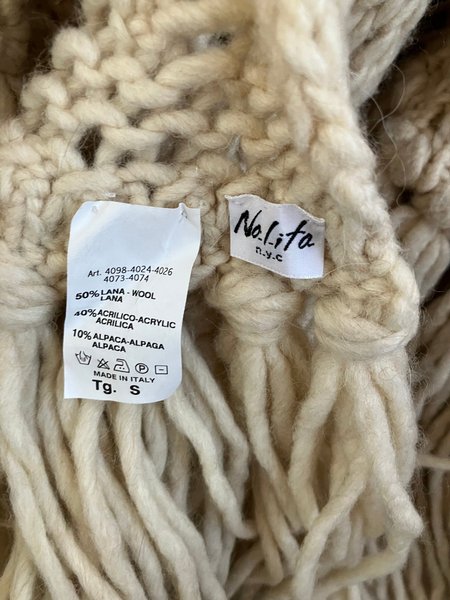 Art. 4098-4024-4026
4073-4074
50% LANA - WOOL
LANA
40% ACRILICO-ACRYLIC
ACRILICA
10% ALPACA-ALPAGA
ALPACA
MADE IN ITALY
Tg. S
No.l.ita
n.y.c